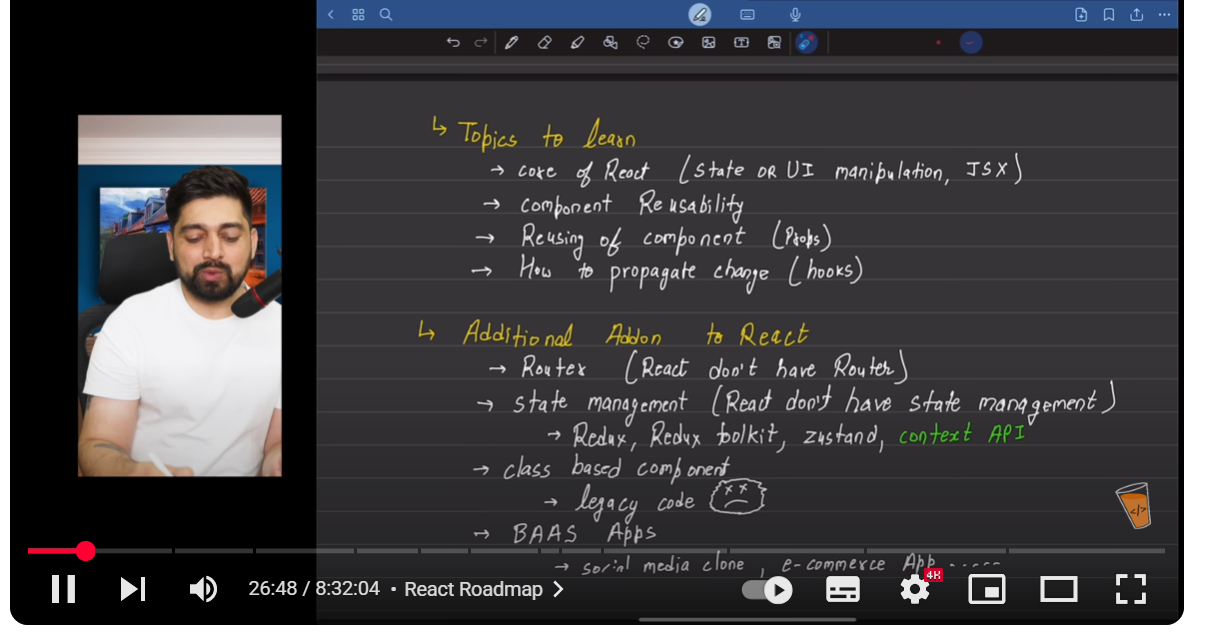 ↳ Topics to learn
→ core of React (state OR UI manipulation, JSX)
→ component Reusability
→ Reusing of component (Props)
→ How to propagate change (hooks)
↳ Additional Addon to React
→ Router (React don't have Router)
→ state management (React don't have state management)
→ Redux, Redux toolkit, zustand, context API
→ class based component
→ legacy code
→ BAAS Apps
→ social media clone, e-commerce App -----
</>
26:48 / 8:32:04 • React Roadmap
4K